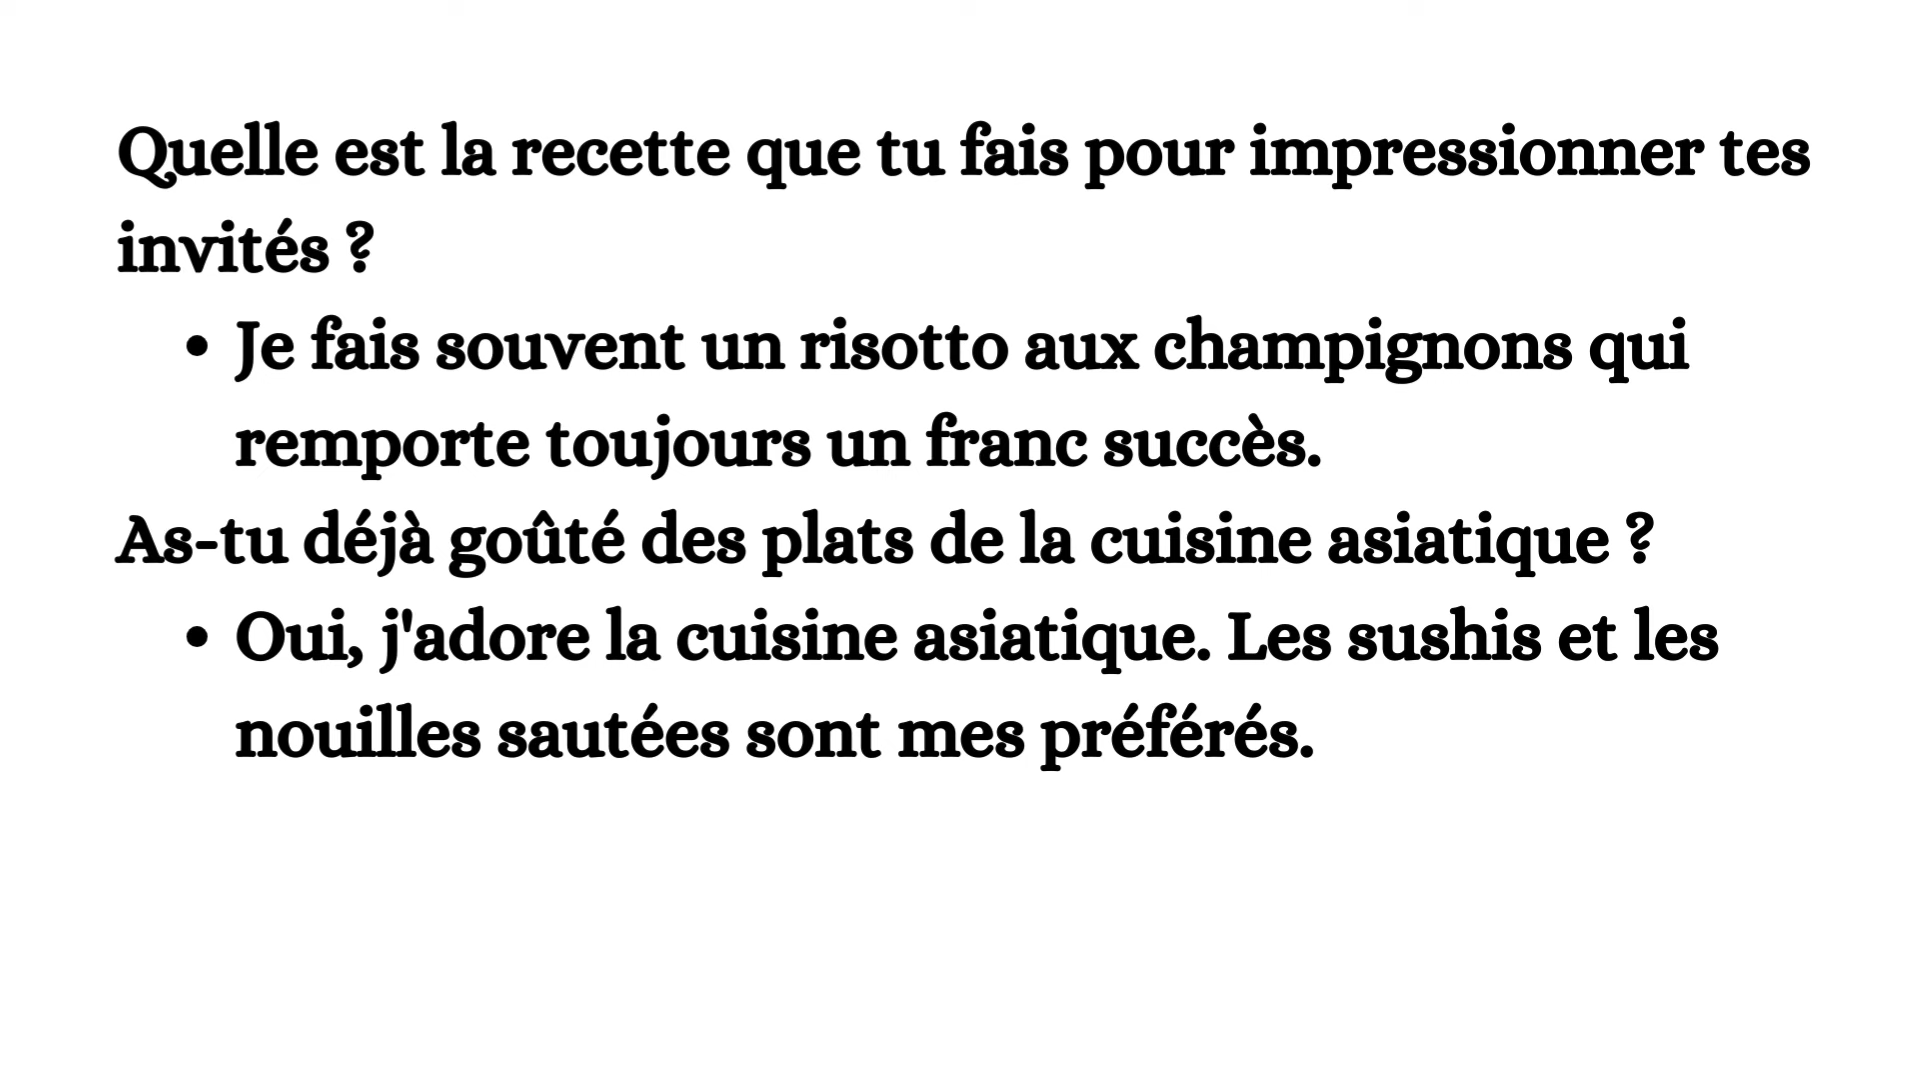 Quelle est la recette que tu fais pour impressionner tes
invités ?
• Je fais souvent un risotto aux champignons qui
remporte toujours un franc succès.
As-tu déjà goûté des plats de la cuisine asiatique ?
• Oui, j'adore la cuisine asiatique. Les sushis et les
nouilles sautées sont mes préférés.